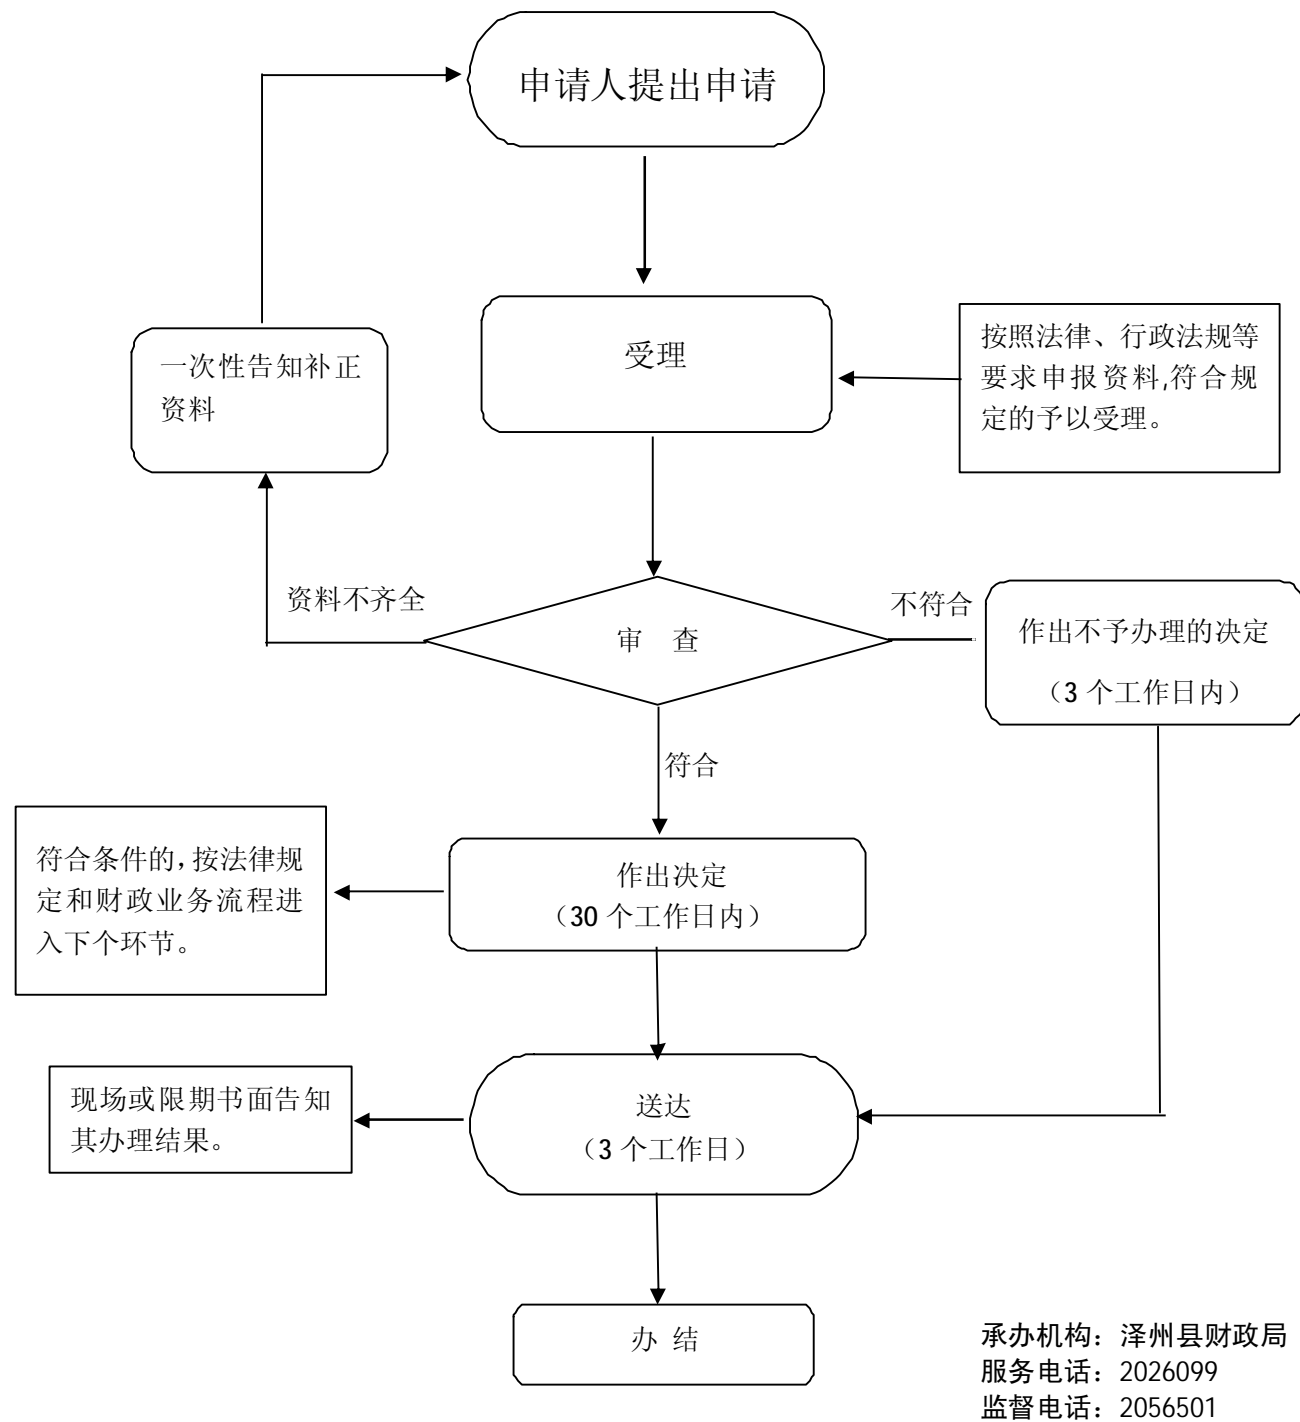 申请人提出申请
受理
按照法律、行政法规等
要求申报资料,符合规
定的予以受理。
一次性告知补正
资料
资料不齐全
不符合
审 查
作出不予办理的决定
（3 个工作日内）
符合
符合条件的，按法律规
定和财政业务流程进
入下个环节。
作出决定
（30 个工作日内）
现场或限期书面告知
其办理结果。
送达
（3 个工作日）
办 结
承办机构：泽州县财政局
服务电话：2026099
监督电话：2056501